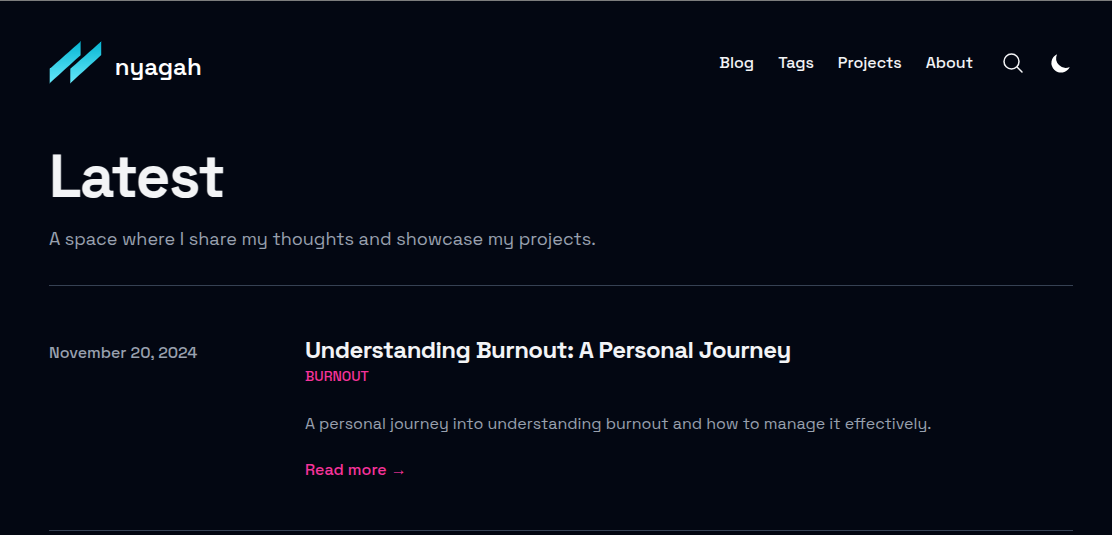 nyagah
Blog Tags Projects About
Latest
A space where I share my thoughts and showcase my projects.
November 20, 2024
Understanding Burnout: A Personal Journey
BURNOUT
A personal journey into understanding burnout and how to manage it effectively.
Read more →